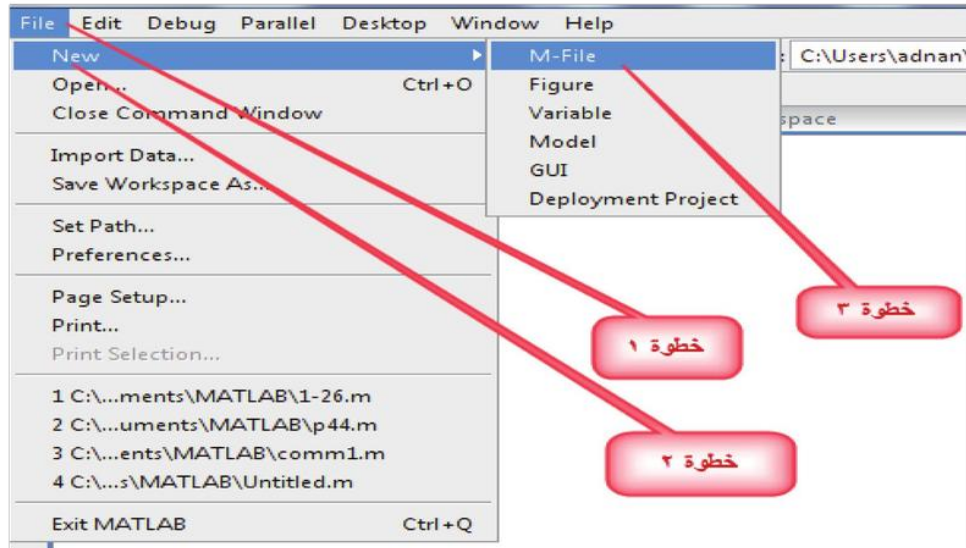 File Edit Debug Parallel Desktop Window Help
New
Open... Ctrl+O
Close Command Window
Import Data...
Save Workspace As...
Set Path...
Preferences...
Page Setup...
Print...
Print Selection...
1 C:\...ments\MATLAB\1-26.m
2 C:\...uments\MATLAB\p44.m
3 C:\...ents\MATLAB\comm1.m
4 C:\...s\MATLAB\Untitled.m
Exit MATLAB Ctrl+Q
M-File
Figure
Variable
Model
GUI
Deployment Project
C:\Users\adnan\
space
خطوة ٣
خطوة ١
خطوة ٢